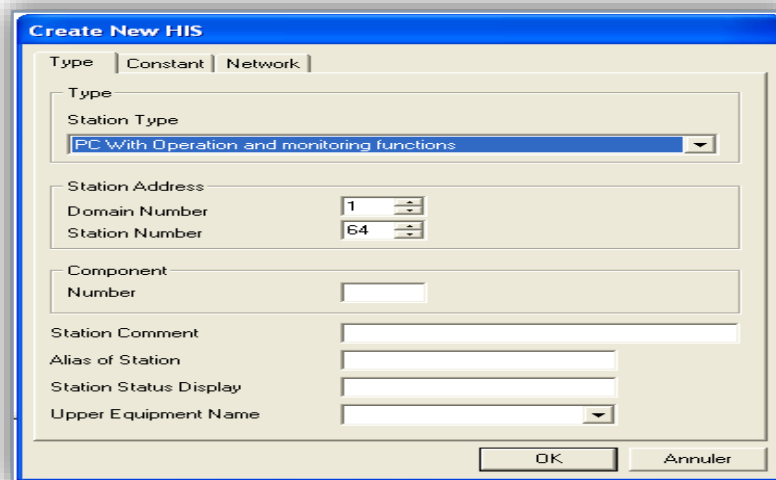 Create New HIS
Type Constant Network
Type
Station Type
PC With Operation and monitoring functions
Station Address
Domain Number 1
Station Number 64
Component
Number
Station Comment
Alias of Station
Station Status Display
Upper Equipment Name
OK Annuler